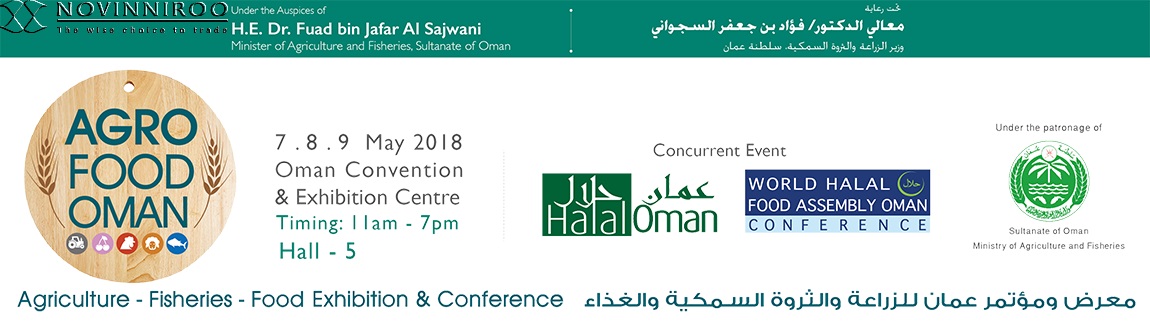 NOVINNIROO
The wise choice to trade
Under the Auspices of
H.E. Dr. Fuad bin Jafar Al Sajwani
Minister of Agriculture and Fisheries, Sultanate of Oman
تحت رعاية
معالي الدكتور/ فؤاد بن جعفر السجواني
وزير الزراعة والثروة السمكية، سلطنة عمان
AGRO
FOOD
OMAN
7 . 8 . 9 May 2018
Oman Convention
& Exhibition Centre
Timing: 11am - 7pm
Hall - 5
Concurrent Event
حلال عمان
Halal Oman
WORLD HALAL حلال
FOOD ASSEMBLY OMAN
CONFERENCE
Under the patronage of
Sultanate of Oman
Ministry of Agriculture and Fisheries
Agriculture - Fisheries - Food Exhibition & Conference
معرض ومؤتمر عمان للزراعة والثروة السمكية والغذاء